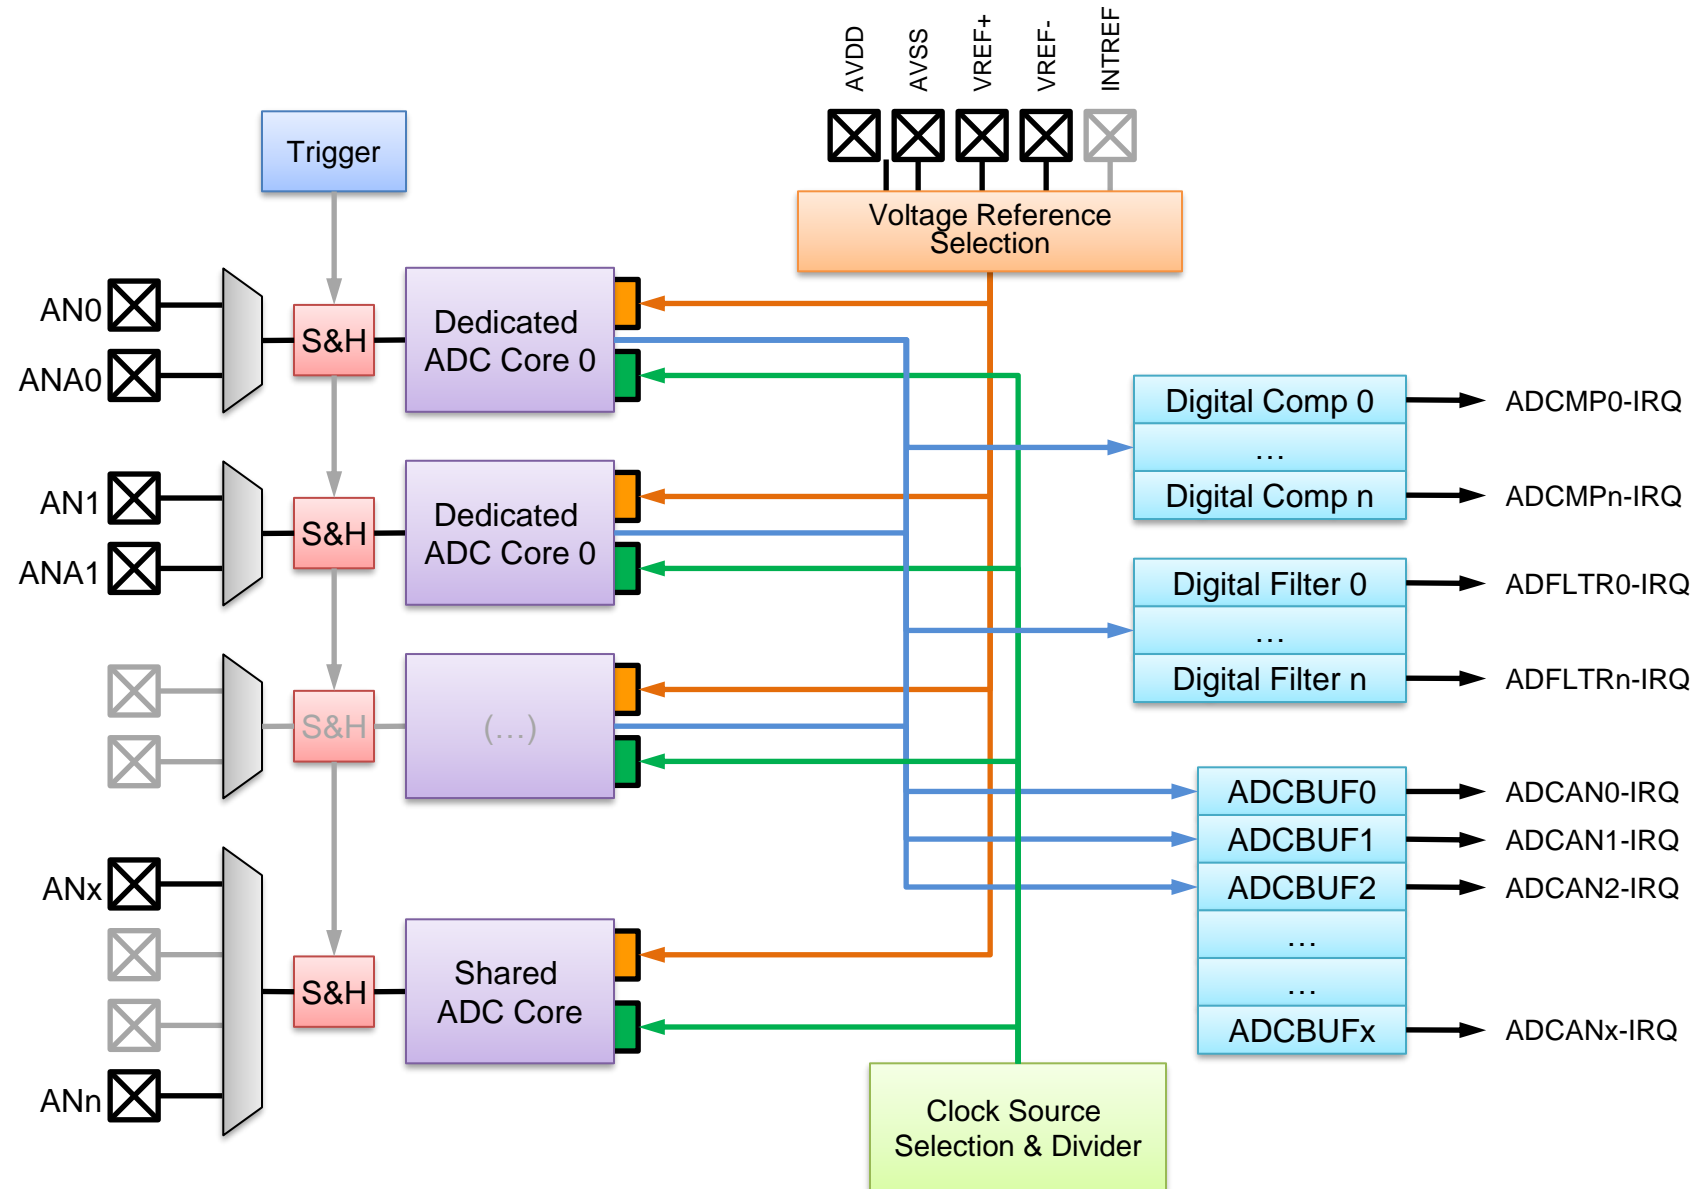 AVDD
AVSS
VREF+
VREF-
INTREF
Trigger
Voltage Reference
Selection
AN0
ANA0
S&H
Dedicated
ADC Core 0
Digital Comp 0
...
Digital Comp n
ADCMP0-IRQ
ADCMPn-IRQ
AN1
ANA1
S&H
Dedicated
ADC Core 0
Digital Filter 0
...
Digital Filter n
ADFLTR0-IRQ
ADFLTRn-IRQ
S&H
(...)
ADCBUF0
ADCBUF1
ADCBUF2
...
...
ADCBUFx
ADCAN0-IRQ
ADCAN1-IRQ
ADCAN2-IRQ
ADCANx-IRQ
ANx
ANn
S&H
Shared
ADC Core
Clock Source
Selection & Divider